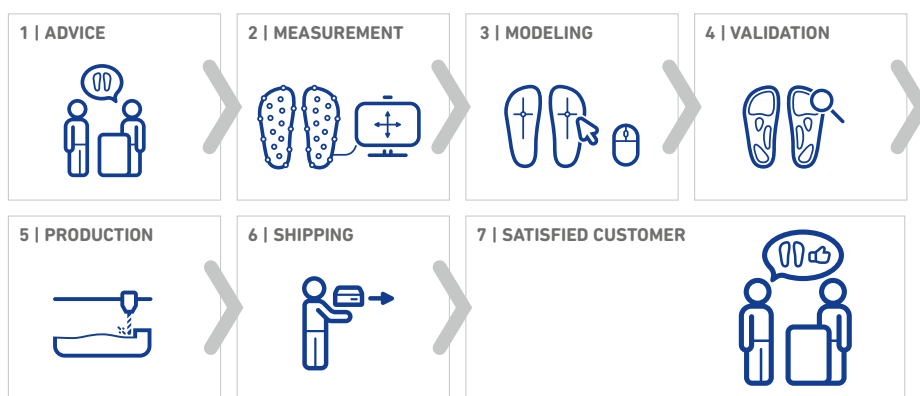 1 | ADVICE
2 | MEASUREMENT
3 | MODELING
4 | VALIDATION
5 | PRODUCTION
6 | SHIPPING
7 | SATISFIED CUSTOMER